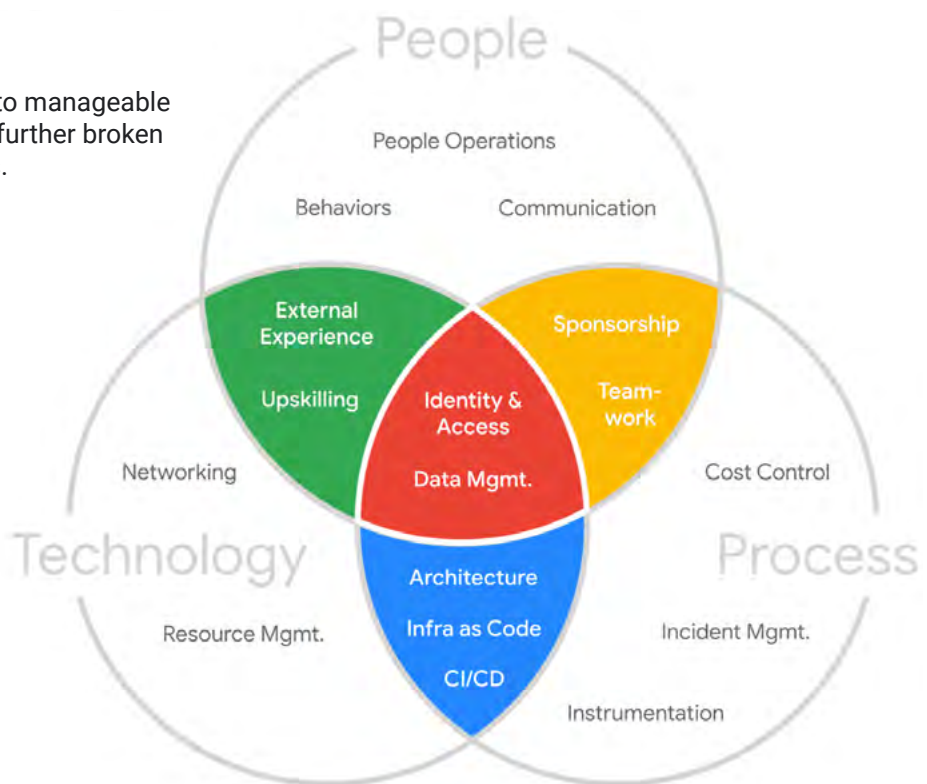 People
to manageable
further broken
.
People Operations
Behaviors
Communication
External
Experience
Sponsorship
Upskilling
Identity &
Access
Team-
work
Networking
Data Mgmt.
Cost Control
Technology
Process
Architecture
Resource Mgmt.
Infra as Code
Incident Mgmt.
CI/CD
Instrumentation